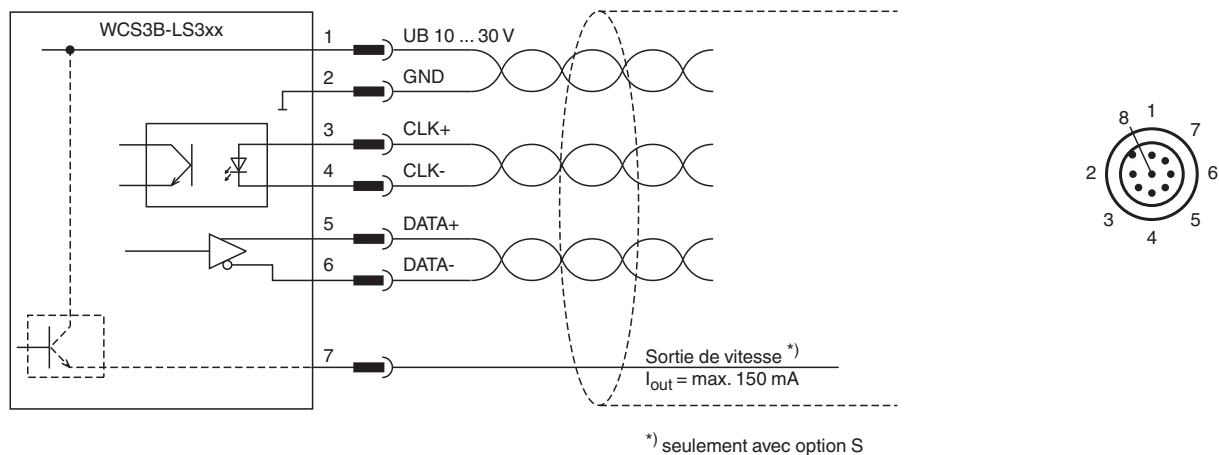 WCS3B-LS3xx
1 UB 10 ... 30 V
2 GND
3 CLK+
4 CLK-
5 DATA+
6 DATA-
7 Sortie de vitesse *)
I_out = max. 150 mA
*) seulement avec option S
8 1 7
2 6
3 5
4